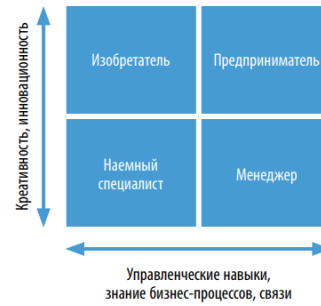 Креативность, инновационность
Изобретатель
Предприниматель
Наемный
специалист
Менеджер
Управленческие навыки,
знание бизнес-процессов, связи